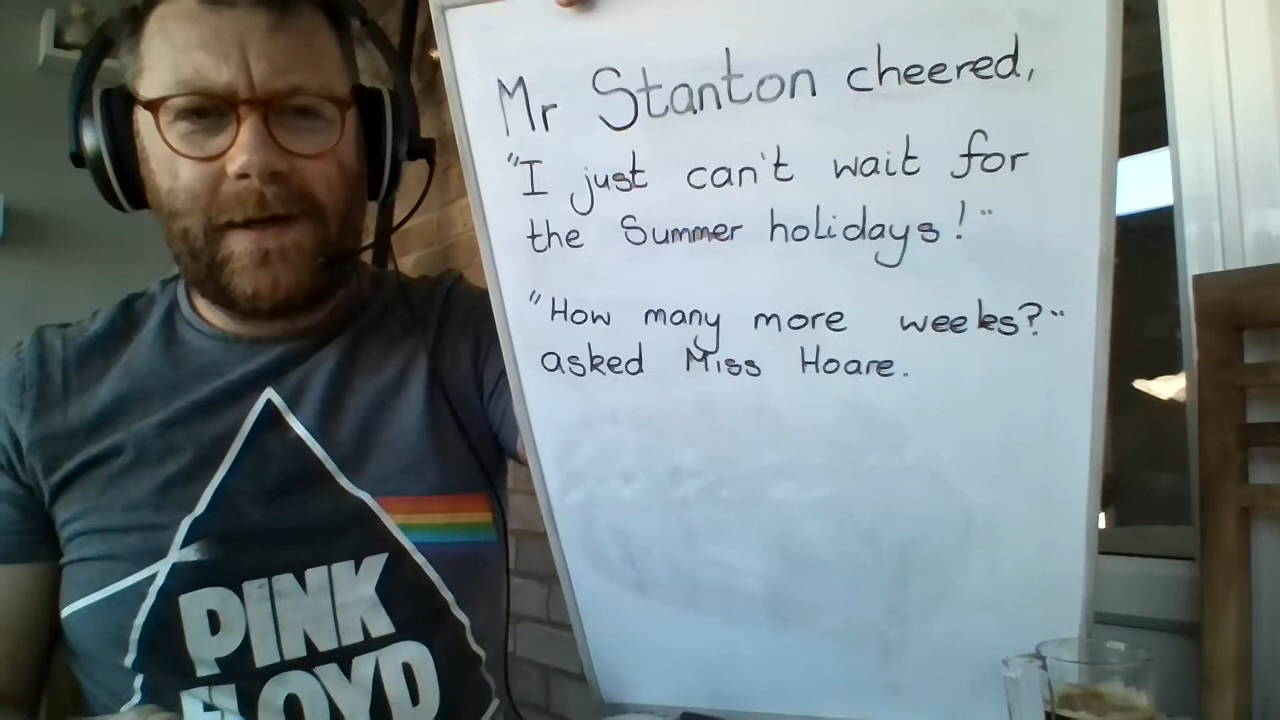 Mr Stanton cheered,
"I just can't wait for
the Summer holidays!"
"How many more weeks?"
asked Miss Hoare.
PINK
FLOYD